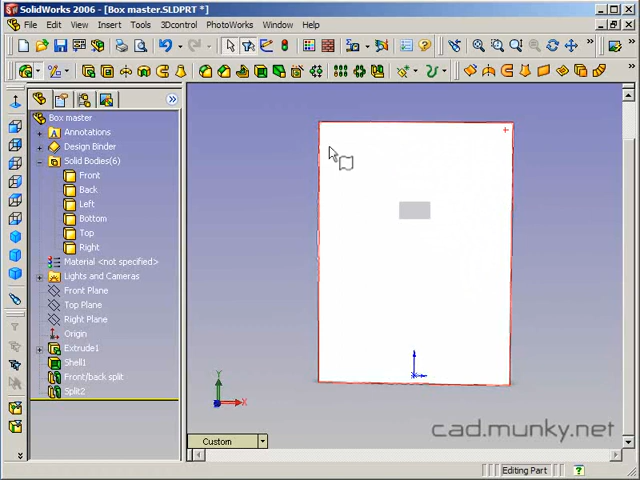 SolidWorks 2006 - [Box master.SLDPRT *]
File Edit View Insert Tools 3Dcontrol PhotoWorks Window Help
Box master
Annotations
Design Binder
Solid Bodies(6)
Front
Back
Left
Bottom
Top
Right
Material <not specified>
Lights and Cameras
Front Plane
Top Plane
Right Plane
Origin
Extrude1
Shell1
Front/back split
Split2
Y
X
Custom
cad.munky.net
Editing Part